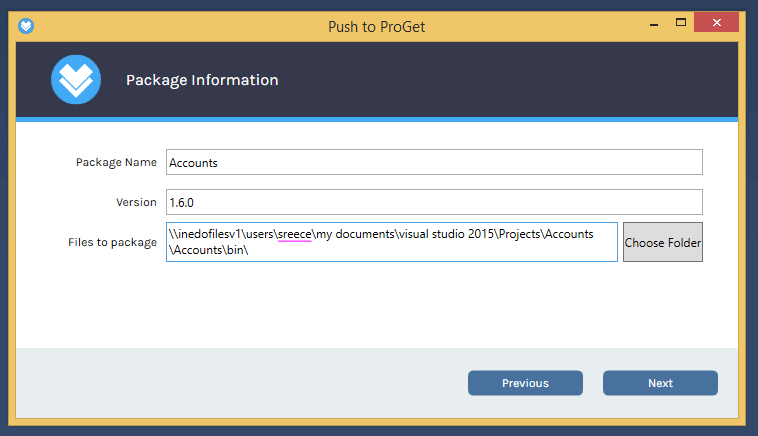 Push to ProGet
Package Information
Package Name
Accounts
Version
1.6.0
Files to package
\\inedofilesv1\users\sreece\my documents\visual studio 2015\Projects\Accounts
\Accounts\bin\
Choose Folder
Previous
Next